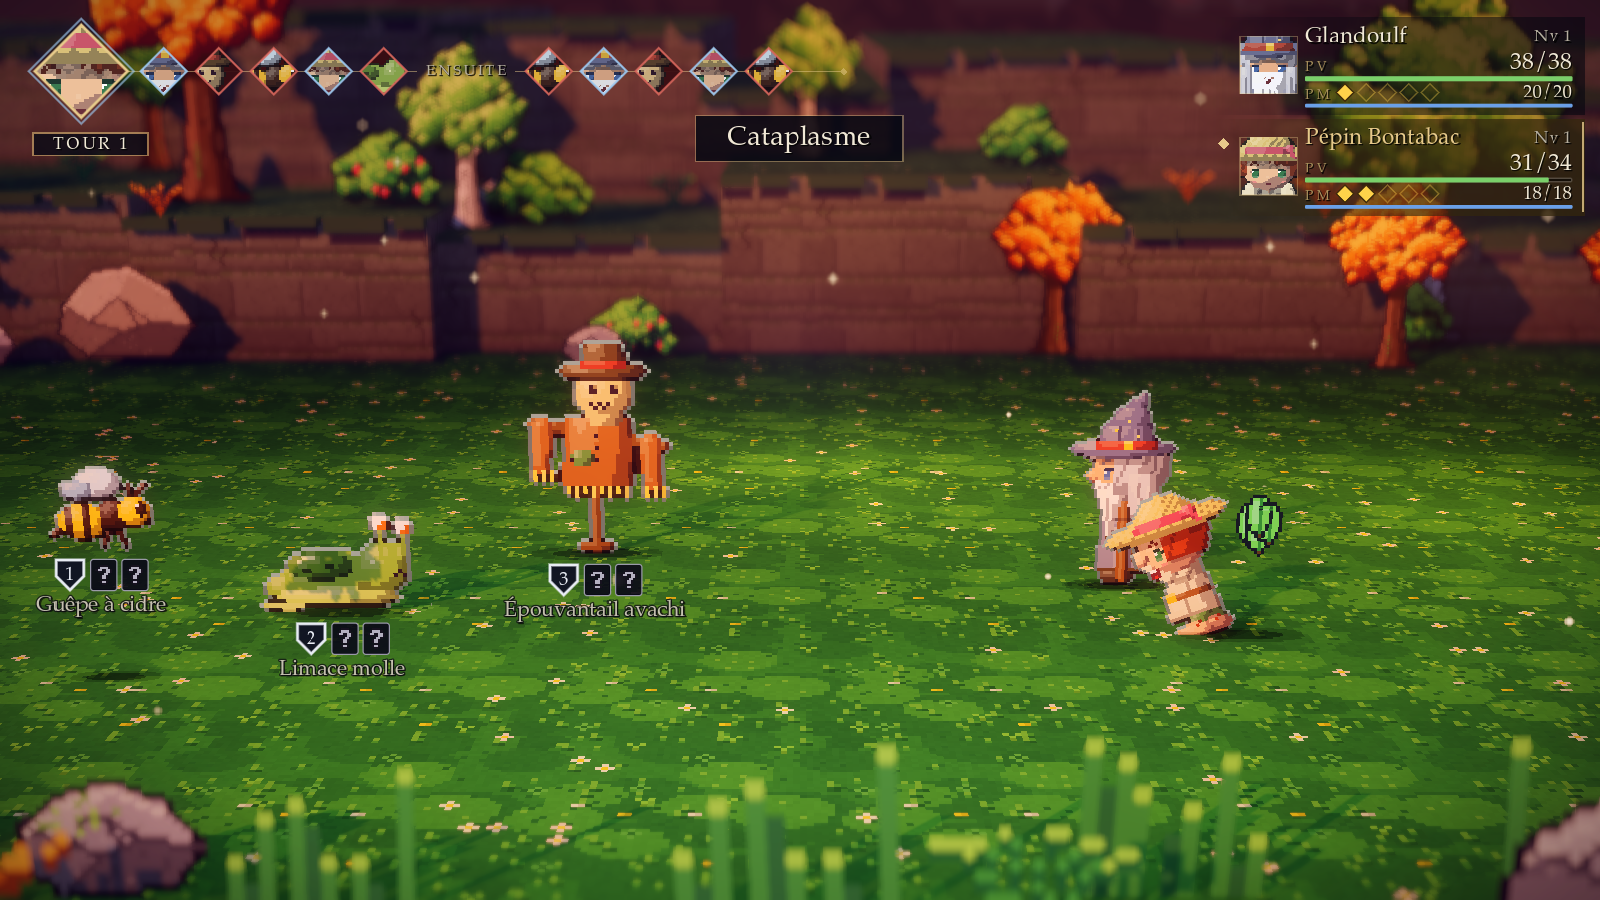 ENSUITE
TOUR 1
Cataplasme
Glandoulf Nv 1
PV 38/38
PM 20/20
Pépin Bontabac Nv 1
PV 31/34
PM 18/18
1 ? ?
Guêpe à cidre
2 ? ?
Limace molle
3 ? ?
Épouvantail avachi